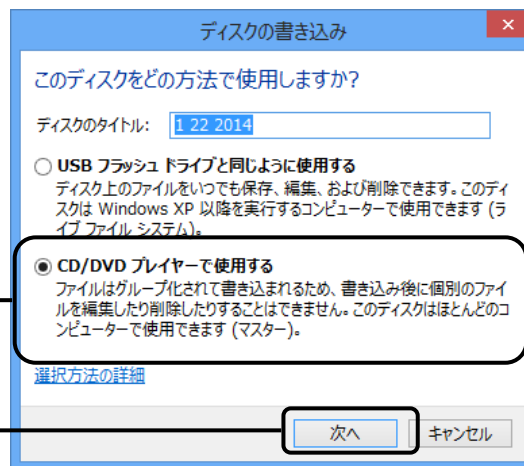 ディスクの書き込み
このディスクをどの方法で使用しますか?
ディスクのタイトル: 1 22 2014
USB フラッシュ ドライブと同じように使用する
ディスク上のファイルをいつでも保存、編集、および削除できます。このディ
スクは Windows XP 以降を実行するコンピューターで使用できます (ラ
イブ ファイル システム)。
CD/DVD プレイヤーで使用する
ファイルはグループ化されて書き込まれるため、書き込み後に個別のファイ
ルを編集したり削除したりすることはできません。このディスクはほとんどのコ
ンピューターで使用できます (マスター)。
選択方法の詳細
次へ キャンセル